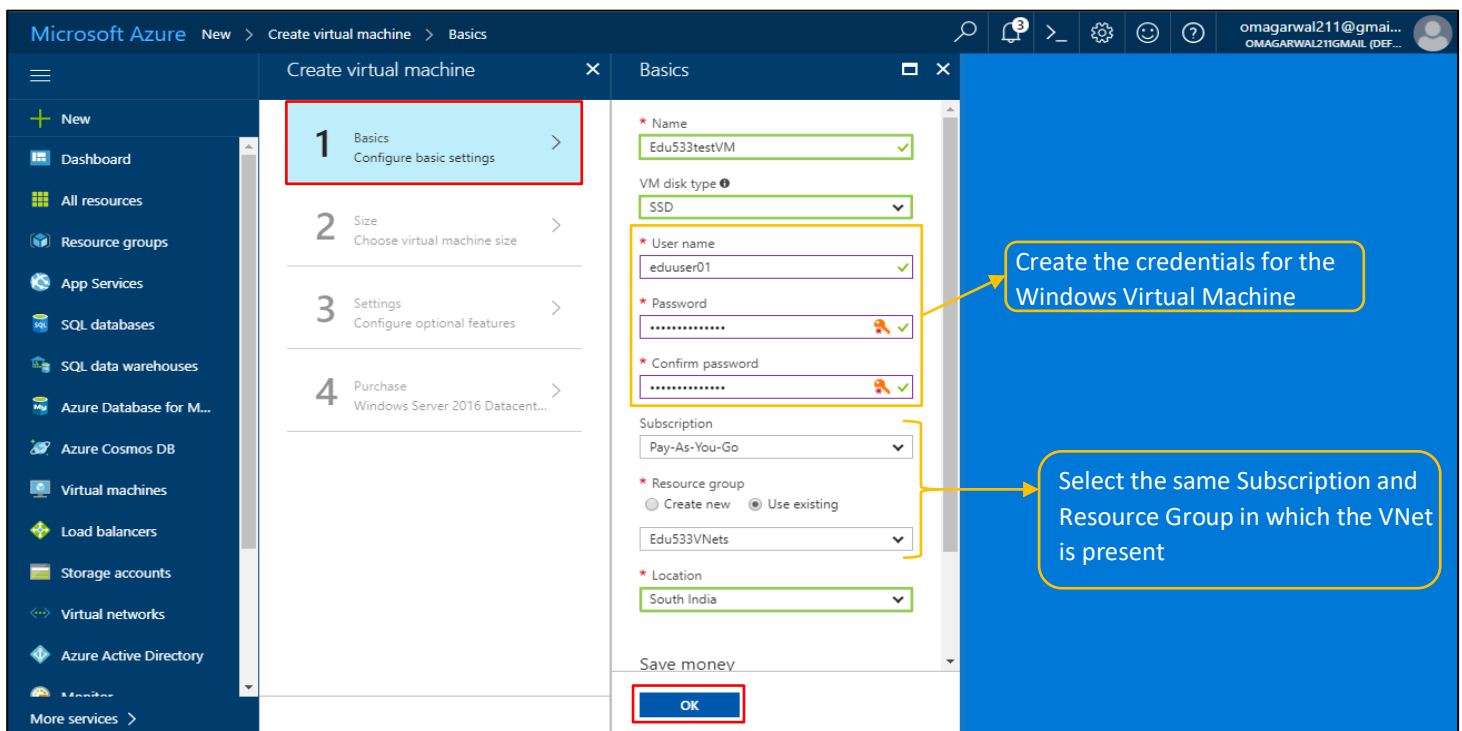 Microsoft Azure New > Create virtual machine > Basics
3
>_
?
omagarwal211@gmai...
OMAGARWAL211GMAIL (DEF...
New
Dashboard
All resources
Resource groups
App Services
SQL databases
SQL data warehouses
Azure Database for M...
Azure Cosmos DB
Virtual machines
Load balancers
Storage accounts
Virtual networks
Azure Active Directory
Monitor
More services >
Create virtual machine
1
Basics
Configure basic settings
2
Size
Choose virtual machine size
3
Settings
Configure optional features
4
Purchase
Windows Server 2016 Datacent...
Basics
* Name
Edu533testVM
VM disk type
SSD
* User name
eduuser01
* Password
••••••••••••••
* Confirm password
••••••••••••••
Subscription
Pay-As-You-Go
* Resource group
Create new Use existing
Edu533VNets
* Location
South India
Save money
OK
Create the credentials for the
Windows Virtual Machine
Select the same Subscription and
Resource Group in which the VNet
is present